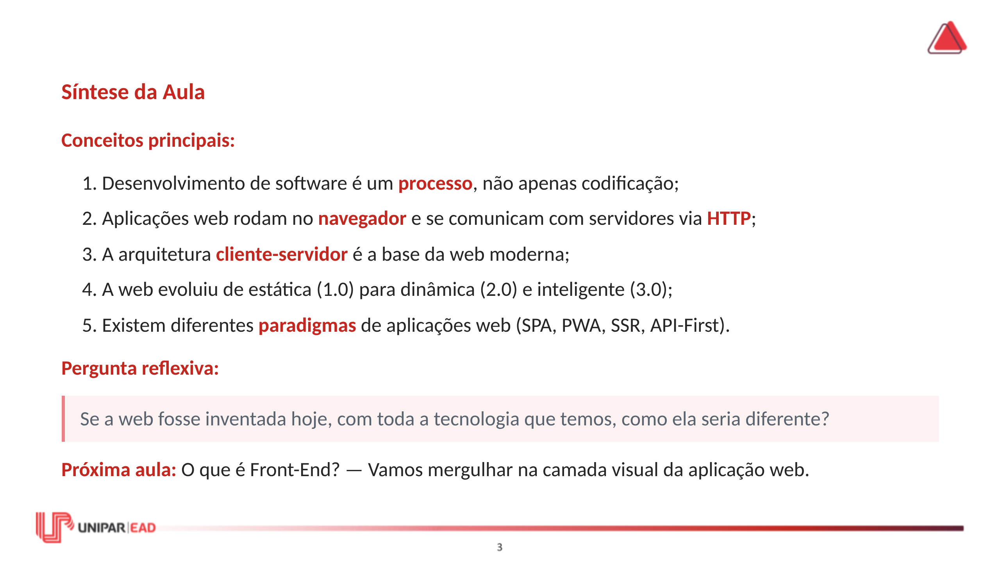 Síntese da Aula
Conceitos principais:
1. Desenvolvimento de software é um processo, não apenas codificação;
2. Aplicações web rodam no navegador e se comunicam com servidores via HTTP;
3. A arquitetura cliente-servidor é a base da web moderna;
4. A web evoluiu de estática (1.0) para dinâmica (2.0) e inteligente (3.0);
5. Existem diferentes paradigmas de aplicações web (SPA, PWA, SSR, API-First).
Pergunta reflexiva:
Se a web fosse inventada hoje, com toda a tecnologia que temos, como ela seria diferente?
Próxima aula: O que é Front-End? — Vamos mergulhar na camada visual da aplicação web.
UNIPAR|EAD
3